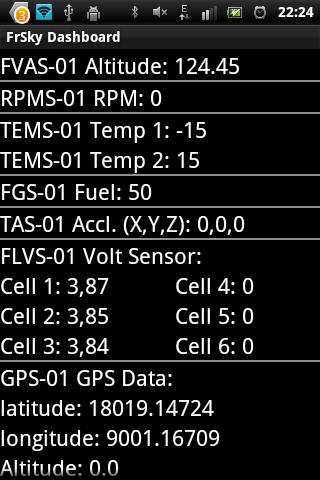 3
E
22:24
FrSky Dashboard
FVAS-01 Altitude: 124.45
RPMS-01 RPM: 0
TEMS-01 Temp 1: -15
TEMS-01 Temp 2: 15
FGS-01 Fuel: 50
TAS-01 Accl. (X,Y,Z): 0,0,0
FLVS-01 Volt Sensor:
Cell 1: 3,87 Cell 4: 0
Cell 2: 3,85 Cell 5: 0
Cell 3: 3,84 Cell 6: 0
GPS-01 GPS Data:
latitude: 18019.14724
longitude: 9001.16709
Altitude: 0.0